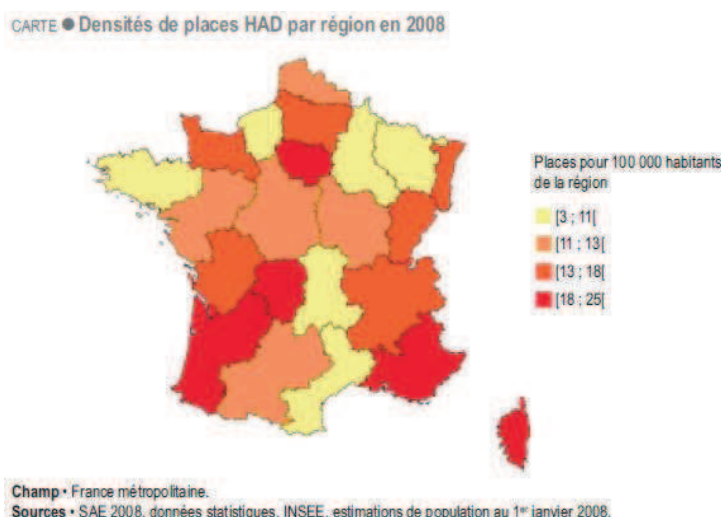 CARTE ● Densités de places HAD par région en 2008
Places pour 100 000 habitants
de la région
[3 ; 11[
[11 ; 13[
[13 ; 18[
[18 ; 25[
Champ • France métropolitaine.
Sources • SAE 2008, données statistiques, INSEE, estimations de population au 1er janvier 2008.